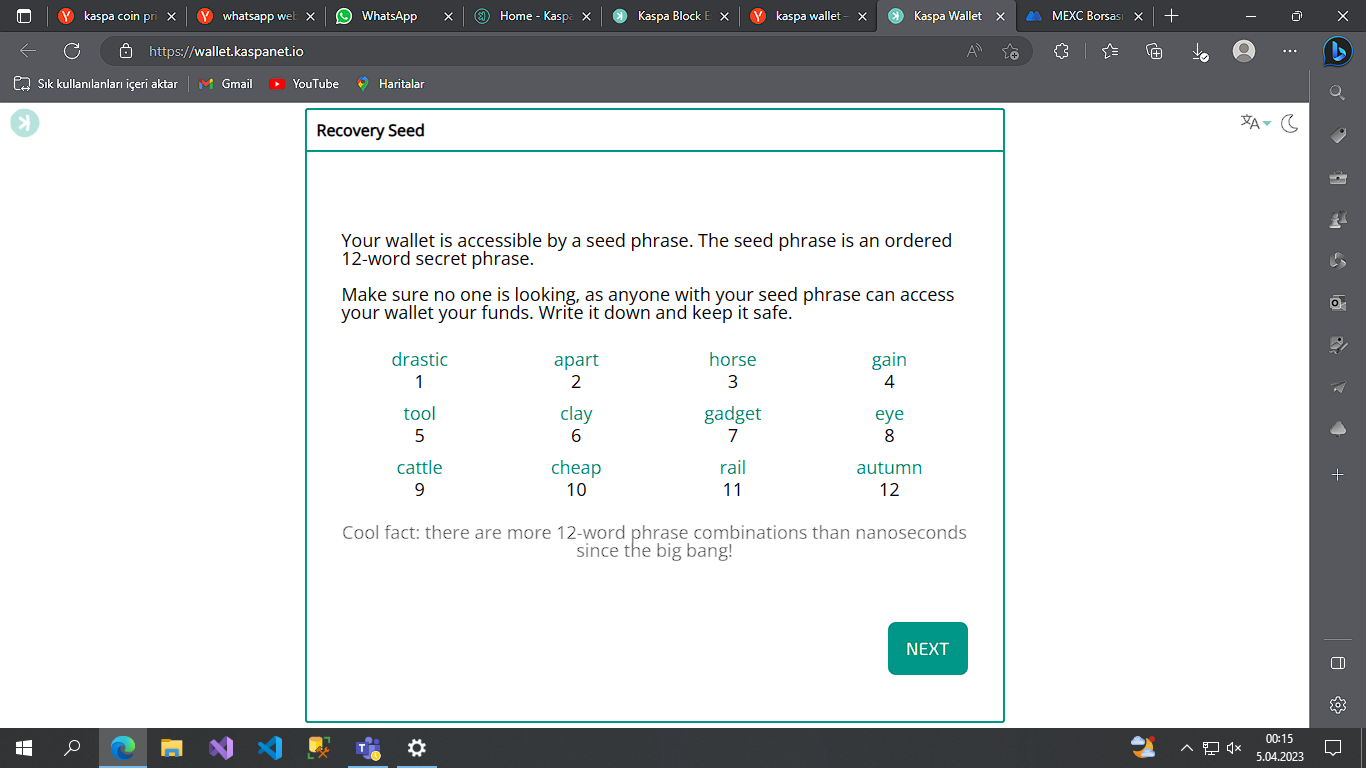 kaspa coin pri
whatsapp web
WhatsApp
Home - Kaspa
Kaspa Block E
kaspa wallet –
Kaspa Wallet
MEXC Borsası
https://wallet.kaspanet.io
Sık kullanılanları içeri aktar
Gmail
YouTube
Haritalar
Recovery Seed
Your wallet is accessible by a seed phrase. The seed phrase is an ordered
12-word secret phrase.
Make sure no one is looking, as anyone with your seed phrase can access
your wallet your funds. Write it down and keep it safe.
drastic apart horse gain
1 2 3 4
tool clay gadget eye
5 6 7 8
cattle cheap rail autumn
9 10 11 12
Cool fact: there are more 12-word phrase combinations than nanoseconds
since the big bang!
NEXT
00:15
5.04.2023